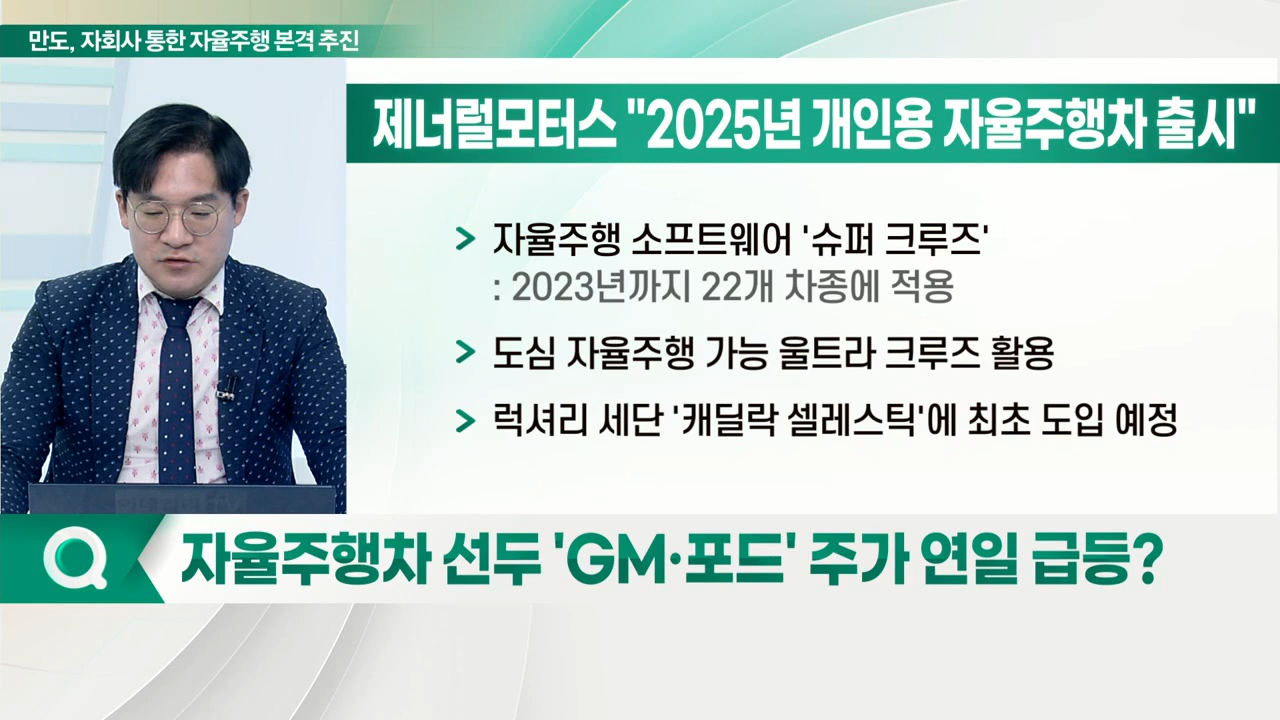 만도, 자회사 통한 자율주행 본격 추진
제너럴모터스 "2025년 개인용 자율주행차 출시"
> 자율주행 소프트웨어 '슈퍼 크루즈'
: 2023년까지 22개 차종에 적용
> 도심 자율주행 가능 울트라 크루즈 활용
> 럭셔리 세단 '캐딜락 셀레스틱'에 최초 도입 예정
Q 자율주행차 선두 'GM·포드' 주가 연일 급등?